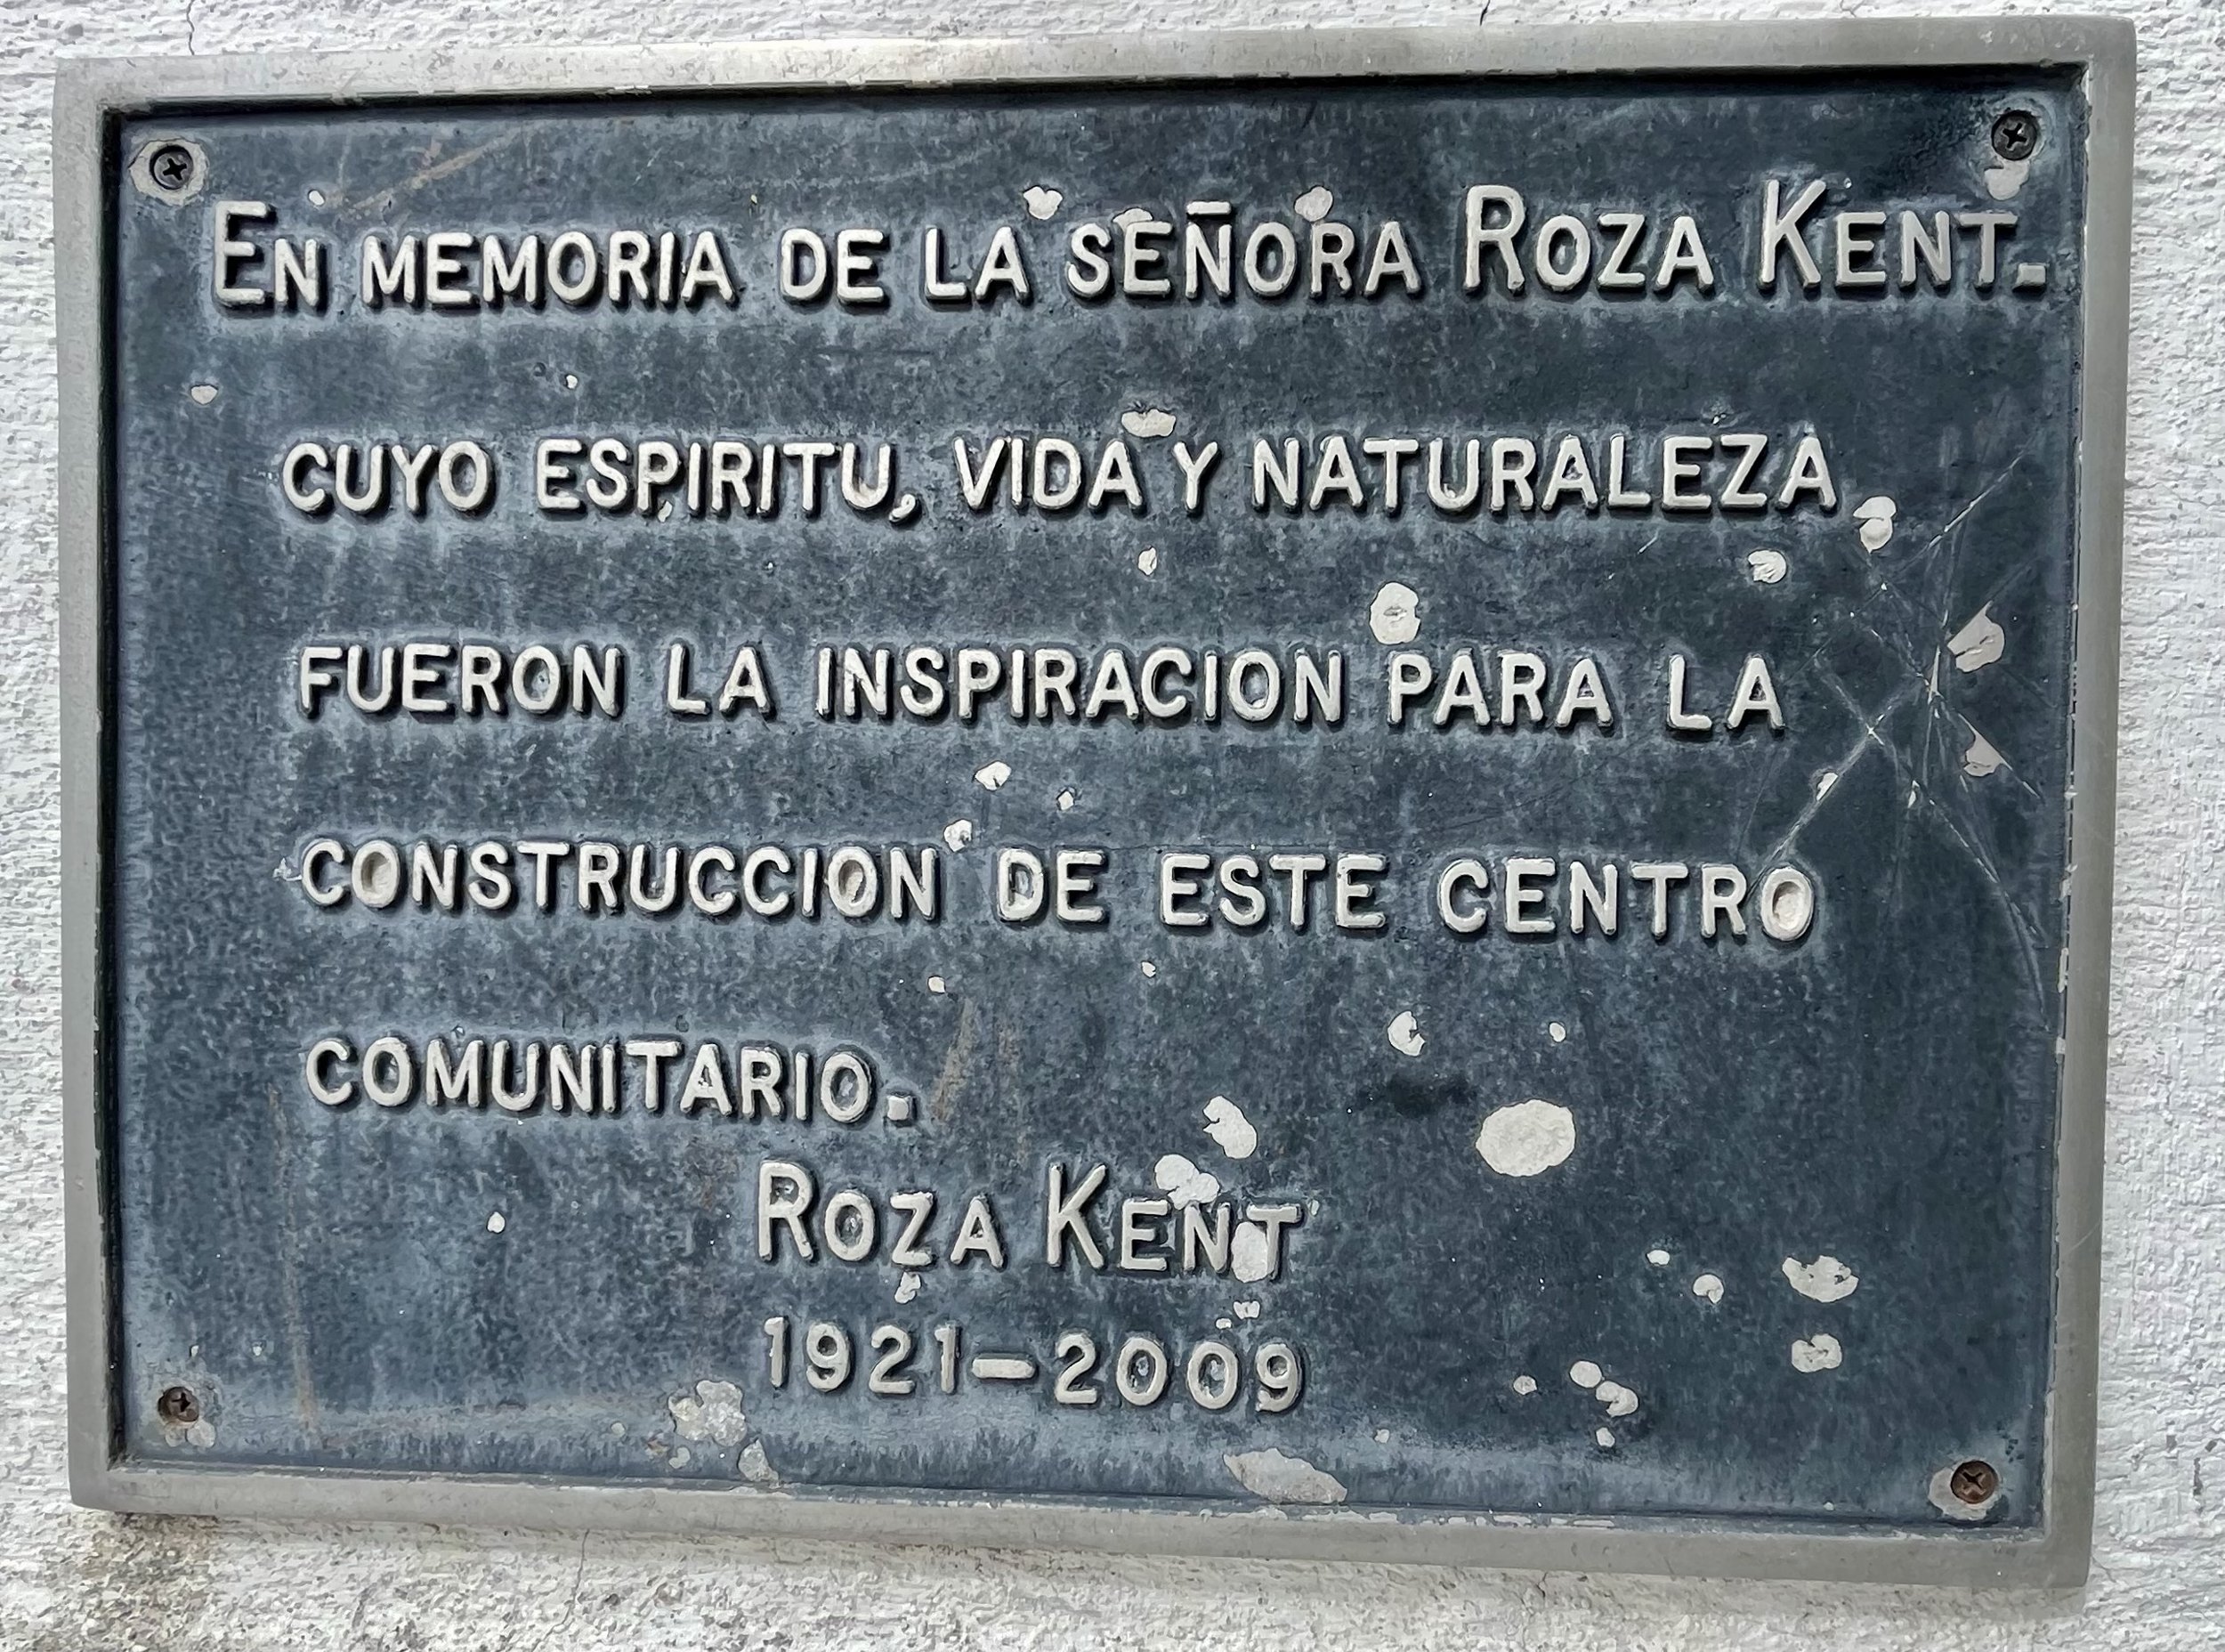 En memoria de la señora Roza Kent.
cuyo espiritu, vida y naturaleza
fueron la inspiracion para la
construccion de este centro
comunitario.
Roza Kent
1921–2009